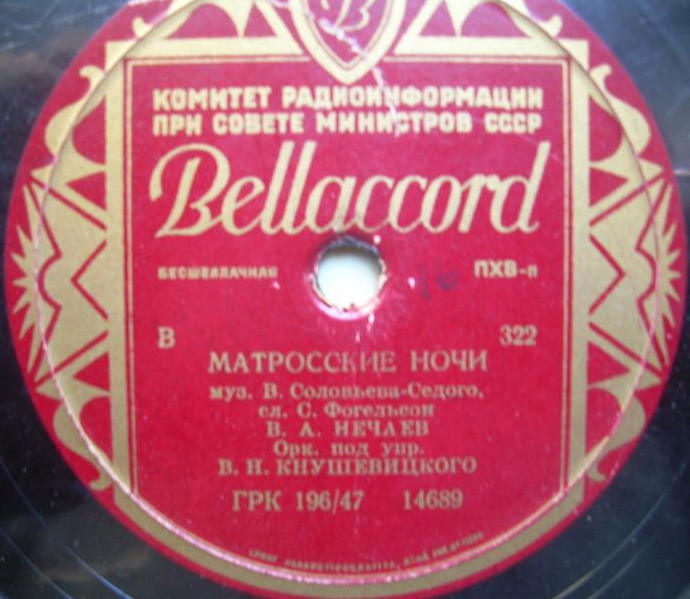 В
КОМИТЕТ РАДИОИНФОРМАЦИИ
ПРИ СОВЕТЕ МИНИСТРОВ СССР
Bellaccord
БЕСШЕЛЛАЧНАЯ
ПХВ-п
В 322
МАТРОССКИЕ НОЧИ
муз. В. Соловьева-Седого,
сл. С. Фогельсон
В. А. НЕЧАЕВ
Орк. под упр.
В. Н. КНУШЕВИЦКОГО
ГРК 196/47 14689